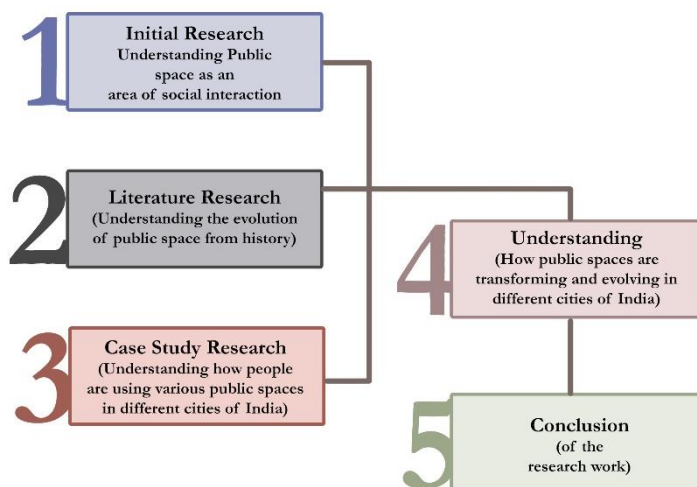 1
Initial Research
Understanding Public
space as an
area of social interaction
2
Literature Research
(Understanding the evolution
of public space from history)
3
Case Study Research
(Understanding how people
are using various public spaces
in different cities of India)
4
Understanding
(How public spaces are
transforming and evolving in
different cities of India)
5
Conclusion
(of the
research work)